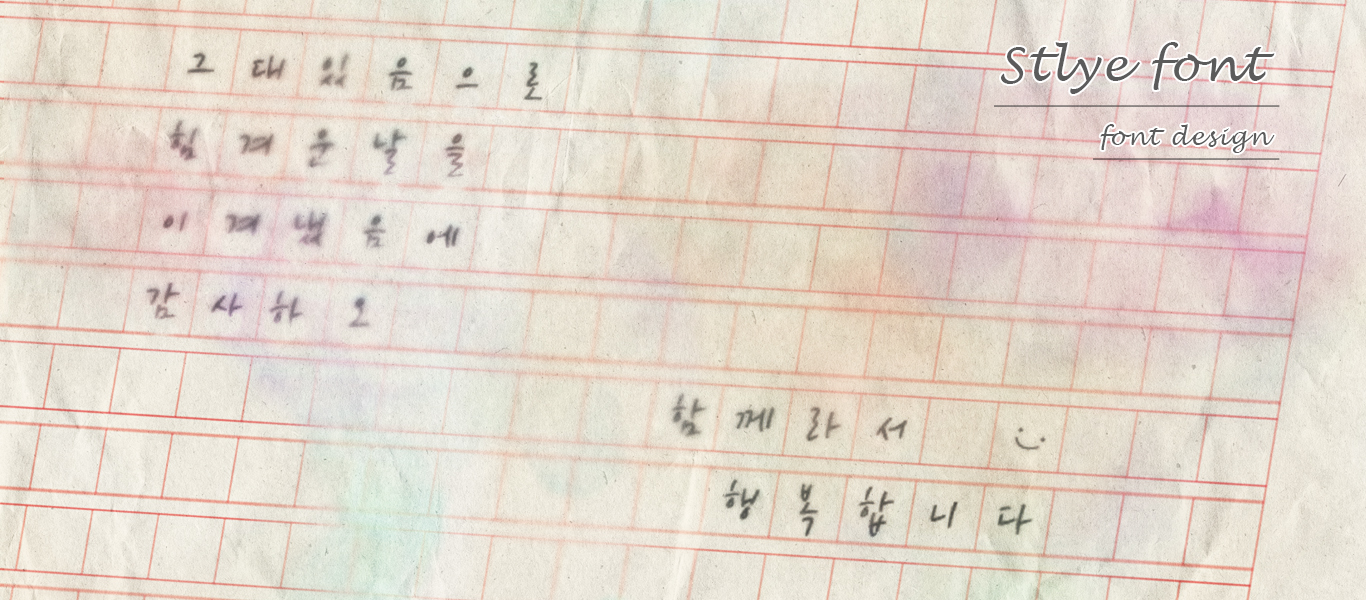 그대있음으로
힘겨운날을
이겨냈음에
감사하오
함께라서 :)
행복합니다
Stlye font
font design